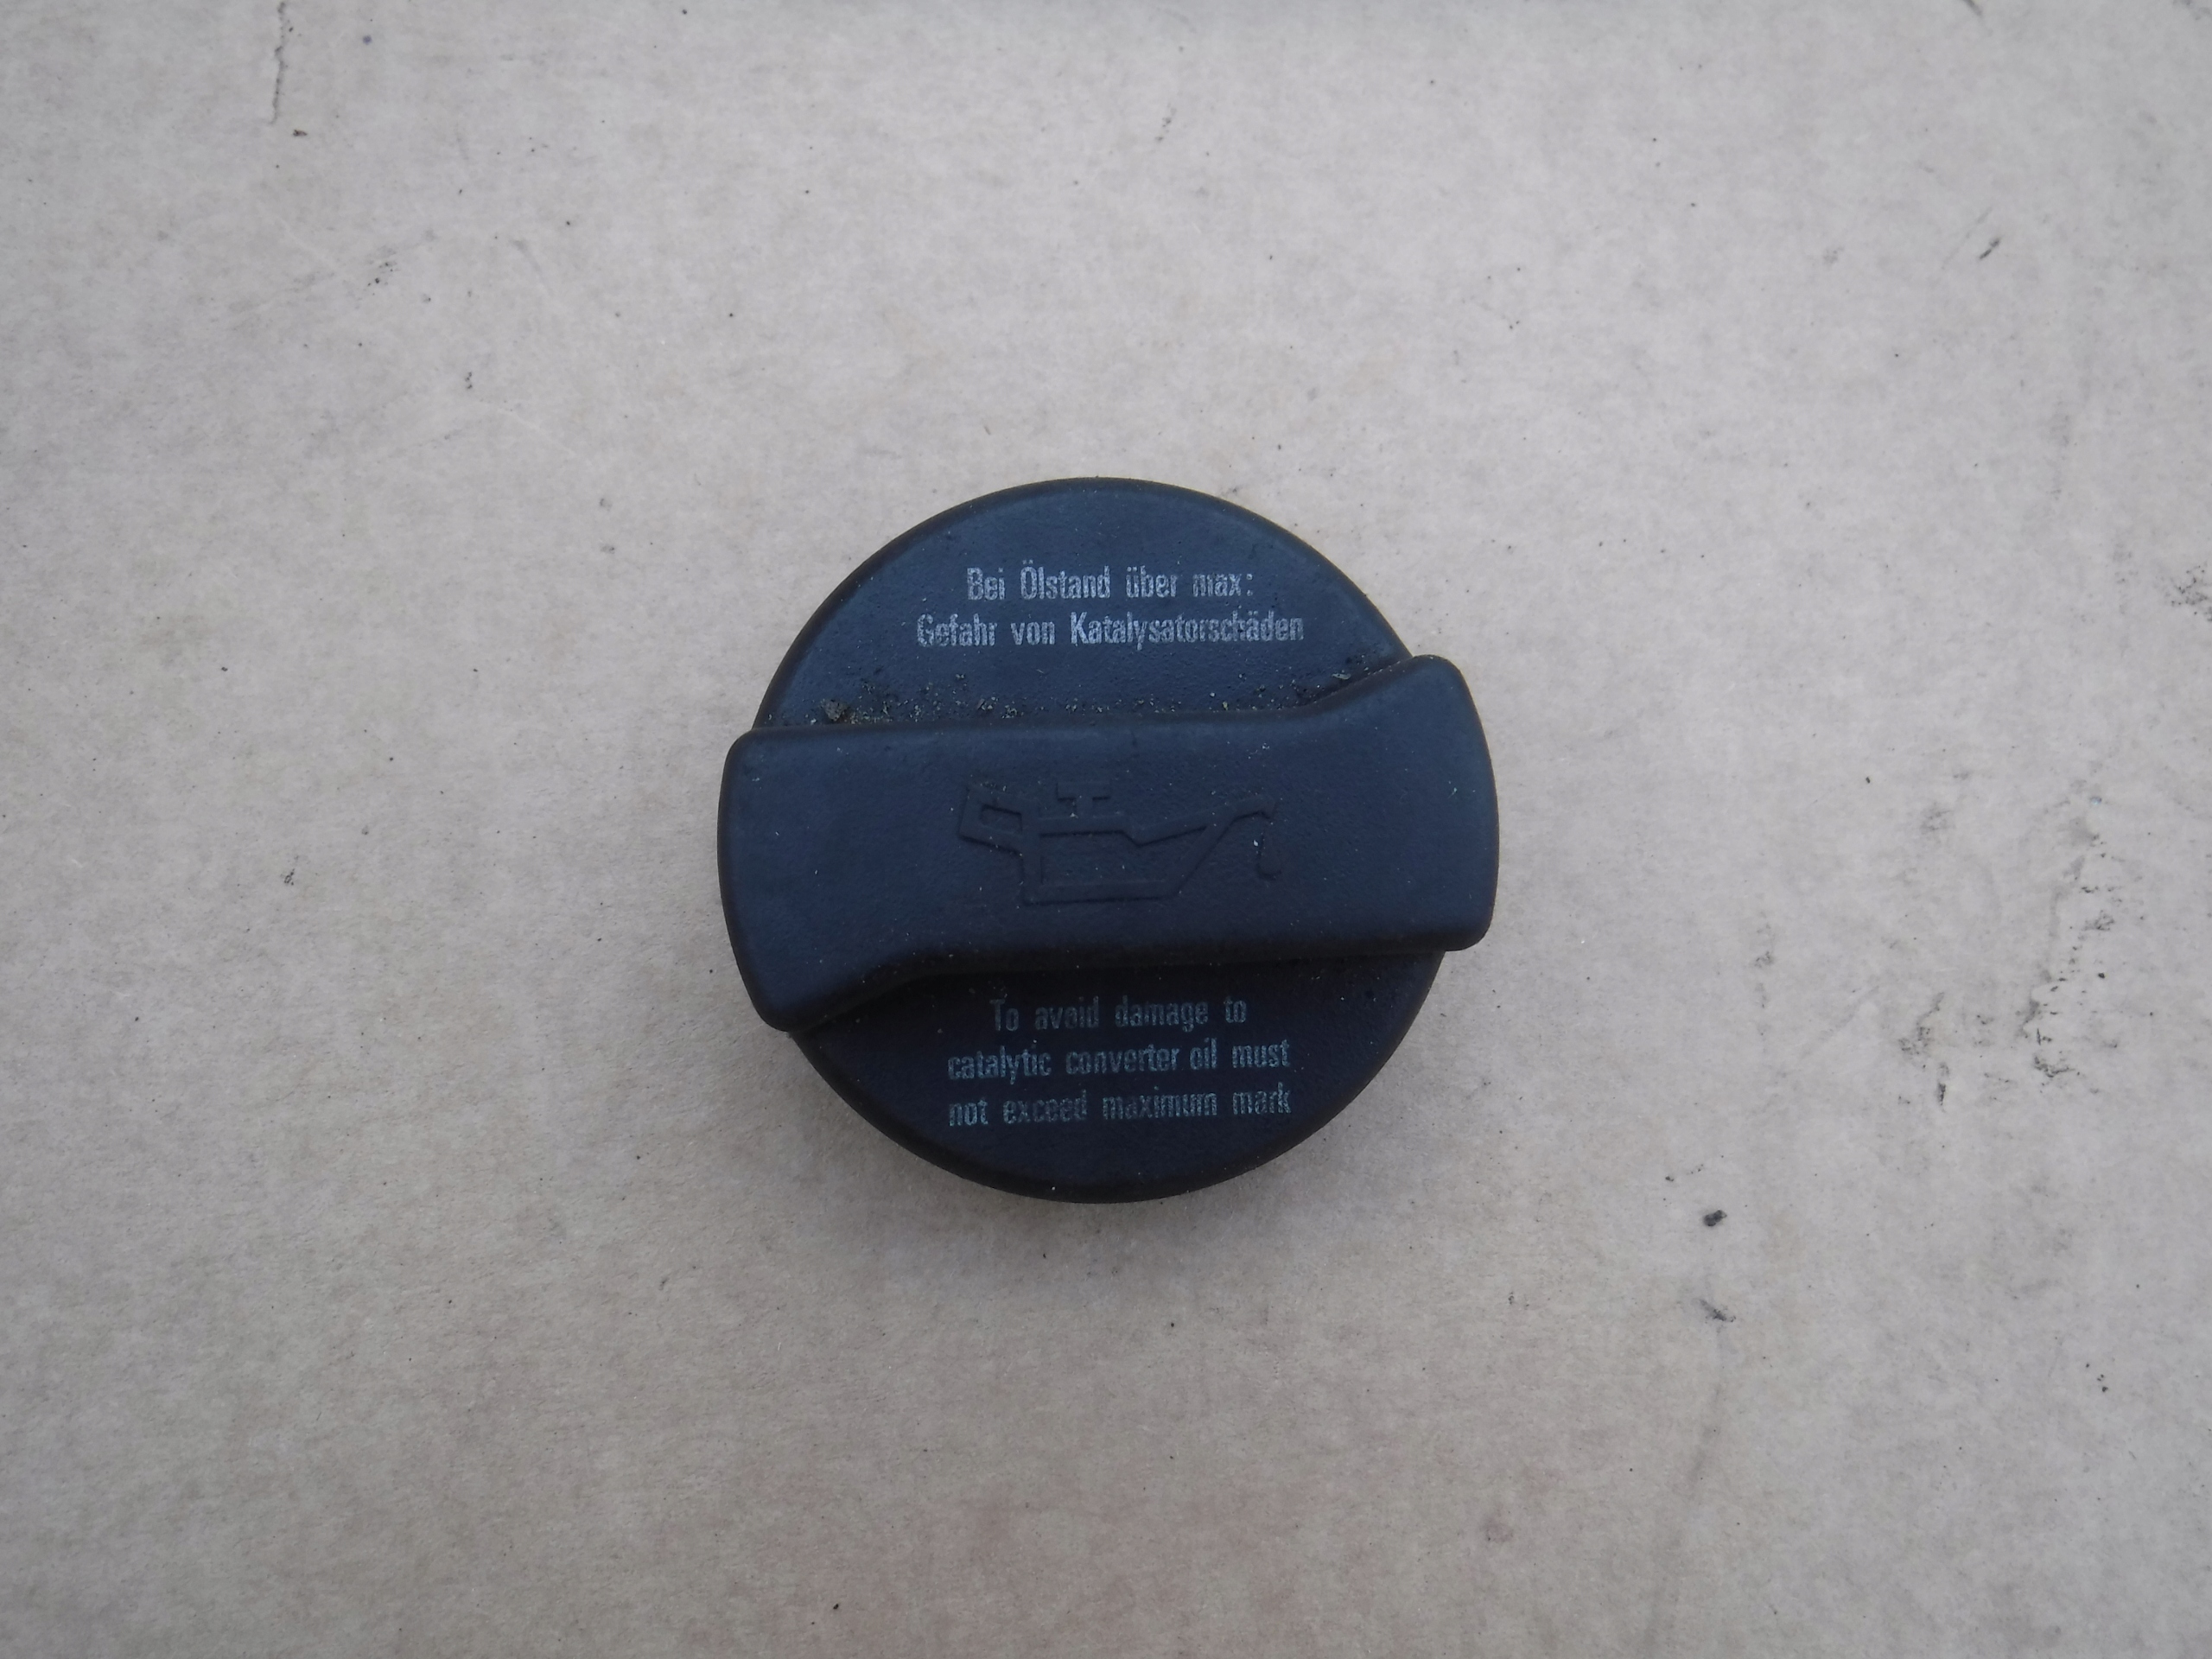 Bei Ölstand über max:
Gefahr von Katalysatorschäden
To avoid damage to
catalytic converter oil must
not exceed maximum mark